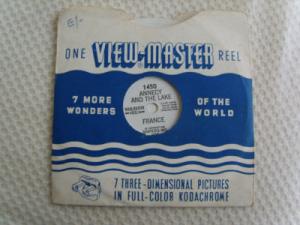 £/-
ONE VIEW-MASTER REEL
1450
ANNECY
AND THE LAKE
7 MORE WONDERS
OF THE WORLD
FRANCE
7 THREE-DIMENSIONAL PICTURES
IN FULL-COLOR KODACHROME